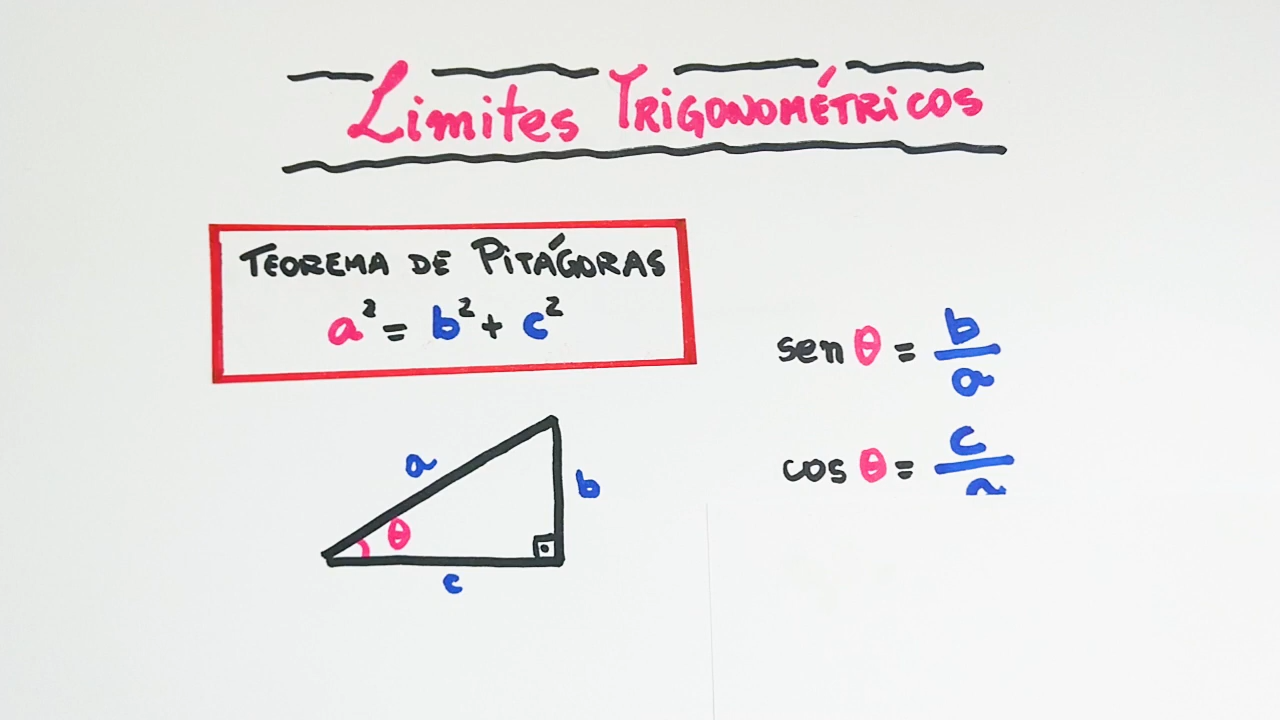 Limites TRIGONOMÉTRICOS
TEOREMA DE PITÁGORAS
a² = b² + c²
sen θ = b/a
cos θ = c/a
a
b
θ
c